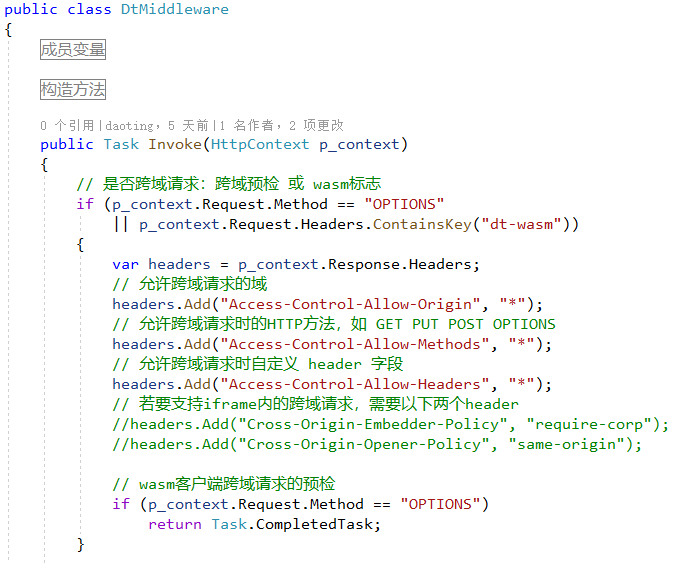 public class DtMiddleware
{
成员变量
构造方法
0 个引用|daoting，5 天前|1 名作者，2 项更改
public Task Invoke(HttpContext p_context)
{
// 是否跨域请求：跨域预检 或 wasm标志
if (p_context.Request.Method == "OPTIONS"
|| p_context.Request.Headers.ContainsKey("dt-wasm"))
{
var headers = p_context.Response.Headers;
// 允许跨域请求的域
headers.Add("Access-Control-Allow-Origin", "*");
// 允许跨域请求时的HTTP方法，如 GET PUT POST OPTIONS
headers.Add("Access-Control-Allow-Methods", "*");
// 允许跨域请求时自定义 header 字段
headers.Add("Access-Control-Allow-Headers", "*");
// 若要支持iframe内的跨域请求，需要以下两个header
//headers.Add("Cross-Origin-Embedder-Policy", "require-corp");
//headers.Add("Cross-Origin-Opener-Policy", "same-origin");
// wasm客户端跨域请求的预检
if (p_context.Request.Method == "OPTIONS")
return Task.CompletedTask;
}